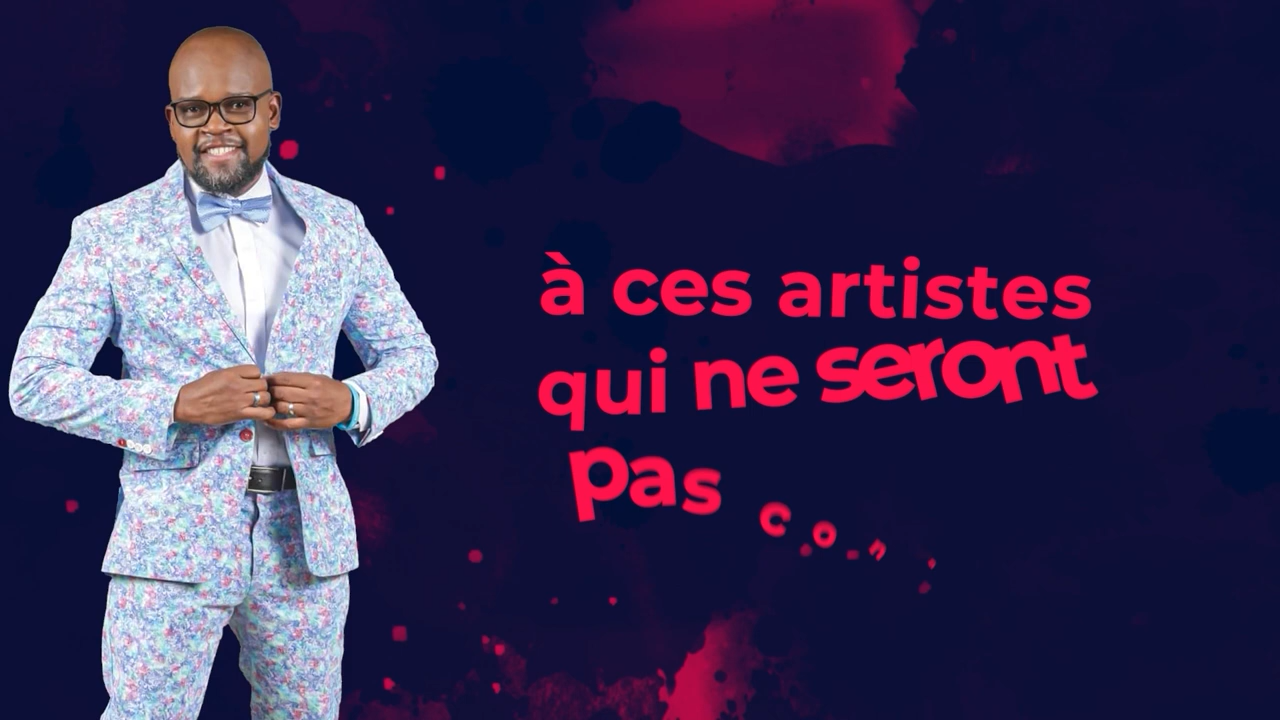 à ces artistes
qui ne seront
pas